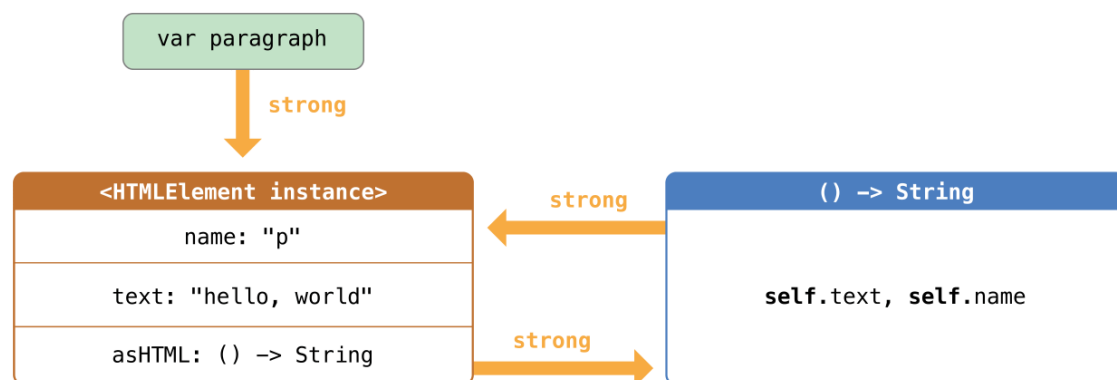 var paragraph
strong
<HTMLElement instance>
() -> String
strong
name: "p"
text: "hello, world"
self.text, self.name
strong
asHTML: () -> String